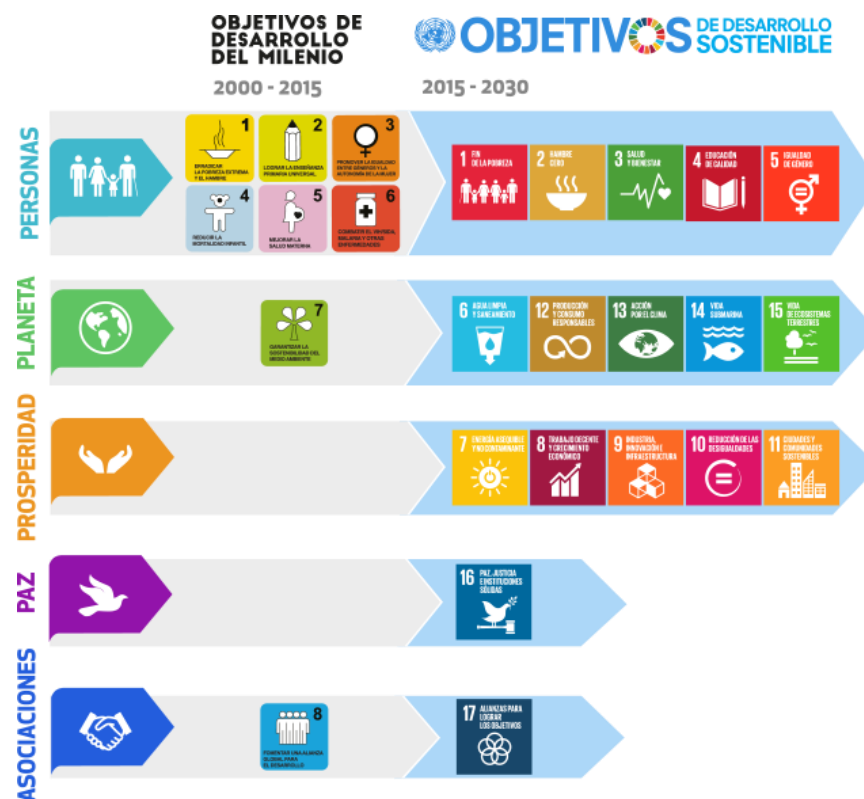 OBJETIVOS DE
DESARROLLO
DEL MILENIO
OBJETIVOS
DE DESARROLLO
SOSTENIBLE
2000 - 2015
2015 - 2030
PERSONAS
1
ERRADICAR
LA POBREZA EXTREMA
Y EL HAMBRE
2
LOGRAR LA ENSEÑANZA
PRIMARIA UNIVERSAL
3
PROMOVER LA IGUALDAD
ENTRE GÉNEROS Y LA
AUTONOMÍA DE LA MUJER
4
REDUCIR LA
MORTALIDAD INFANTIL
5
MEJORAR LA
SALUD MATERNA
6
COMBATIR EL VIH/SIDA,
MALARIA Y OTRAS
ENFERMEDADES
1 FIN
DE LA POBREZA
2 HAMBRE
CERO
3 SALUD
Y BIENESTAR
4 EDUCACIÓN
DE CALIDAD
5 IGUALDAD
DE GÉNERO
PLANETA
7
GARANTIZAR LA
SOSTENIBILIDAD DEL
MEDIO AMBIENTE
6 AGUA LIMPIA
Y SANEAMIENTO
12 PRODUCCIÓN
Y CONSUMO
RESPONSABLES
13 ACCIÓN
POR EL CLIMA
14 VIDA
SUBMARINA
15 VIDA
DE ECOSISTEMAS
TERRESTRES
PROSPERIDAD
7 ENERGÍA ASEQUIBLE
Y NO CONTAMINANTE
8 TRABAJO DECENTE
Y CRECIMIENTO
ECONÓMICO
9 INDUSTRIA,
INNOVACIÓN E
INFRAESTRUCTURA
10 REDUCCIÓN DE LAS
DESIGUALDADES
11 CIUDADES Y
COMUNIDADES
SOSTENIBLES
PAZ
16 PAZ, JUSTICIA
E INSTITUCIONES
SÓLIDAS
ASOCIACIONES
8
FOMENTAR UNA ALIANZA
GLOBAL PARA
EL DESARROLLO
17 ALIANZAS PARA
LOGRAR
LOS OBJETIVOS